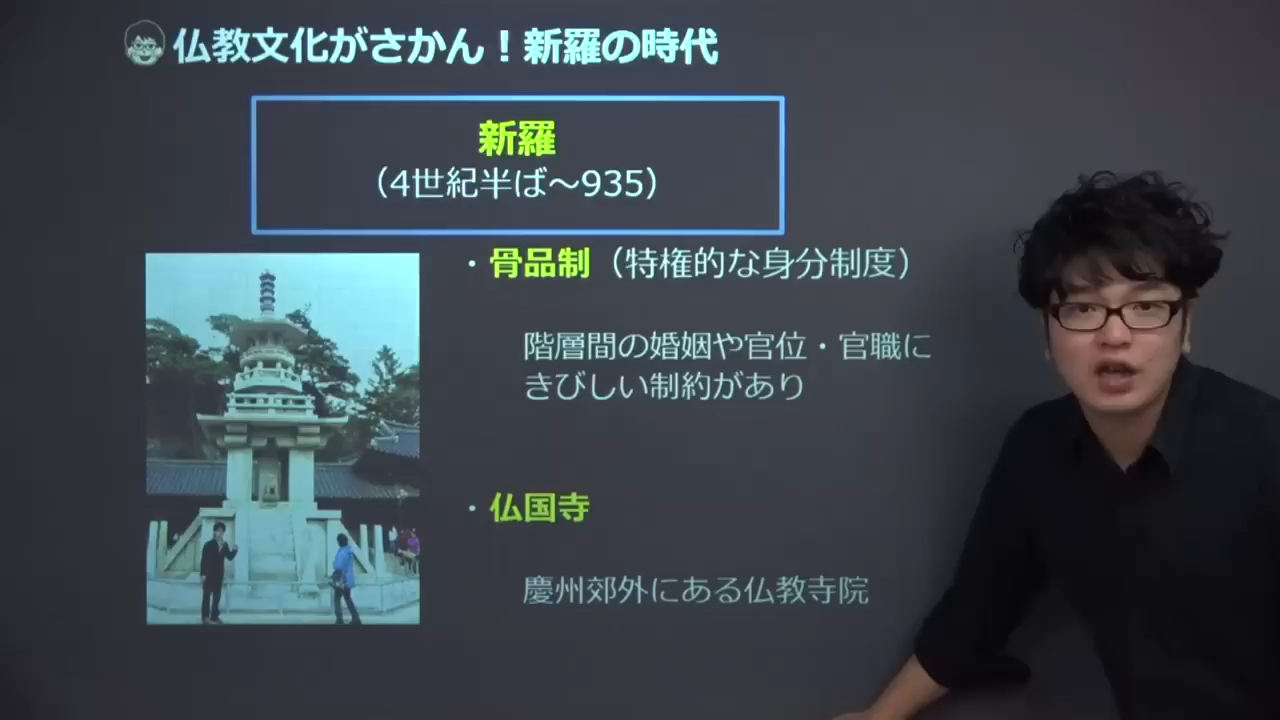 仏教文化がさかん！新羅の時代
新羅
（4世紀半ば～935）
・骨品制（特権的な身分制度）
階層間の婚姻や官位・官職に
きびしい制約があり
・仏国寺
慶州郊外にある仏教寺院